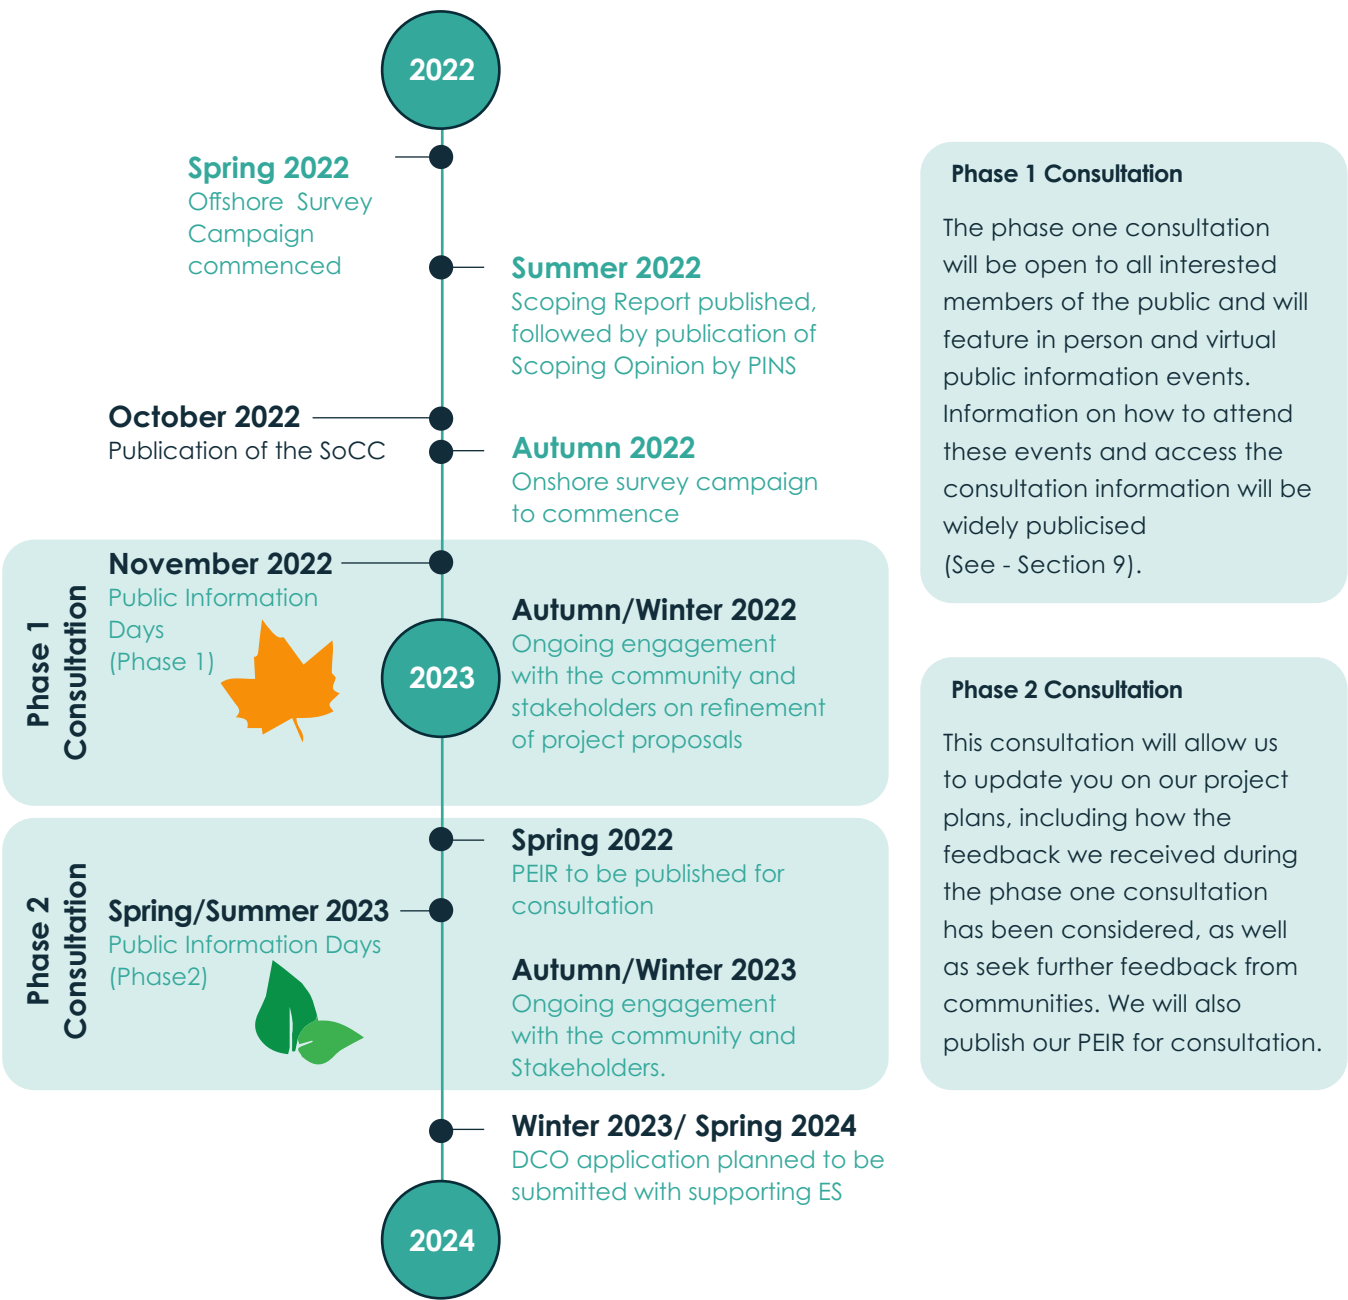 2022
Spring 2022
Offshore Survey
Campaign
commenced
Summer 2022
Scoping Report published,
followed by publication of
Scoping Opinion by PINS
October 2022
Publication of the SoCC
Autumn 2022
Onshore survey campaign
to commence
Phase 1
Consultation
November 2022
Public Information
Days
(Phase 1)
2023
Autumn/Winter 2022
Ongoing engagement
with the community and
stakeholders on refinement
of project proposals
Phase 2
Consultation
Spring 2022
PEIR to be published for
consultation
Spring/Summer 2023
Public Information Days
(Phase2)
Autumn/Winter 2023
Ongoing engagement
with the community and
Stakeholders.
Winter 2023/ Spring 2024
DCO application planned to be
submitted with supporting ES
2024
Phase 1 Consultation
The phase one consultation
will be open to all interested
members of the public and will
feature in person and virtual
public information events.
Information on how to attend
these events and access the
consultation information will be
widely publicised
(See - Section 9).
Phase 2 Consultation
This consultation will allow us
to update you on our project
plans, including how the
feedback we received during
the phase one consultation
has been considered, as well
as seek further feedback from
communities. We will also
publish our PEIR for consultation.